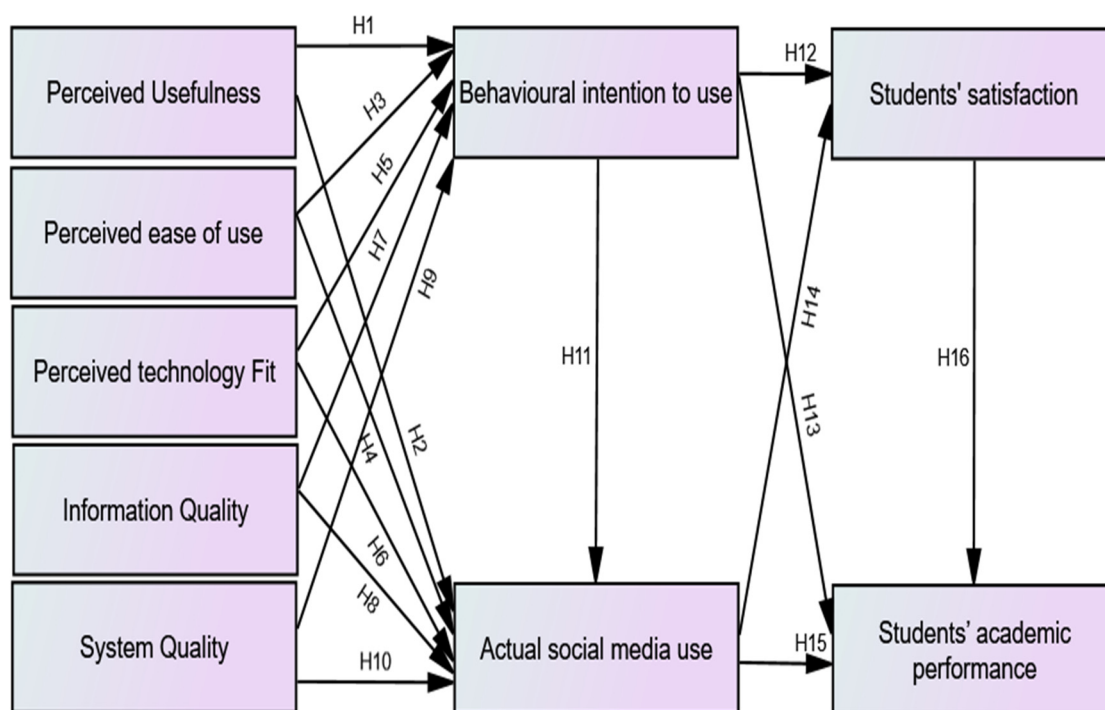 H1
H12
Perceived Usefulness
Behavioural intention to use
Students' satisfaction
H3
H5
Perceived ease of use
H7
H9
H14
Perceived technology Fit
H11
H16
H13
H4
H2
Information Quality
H6
H8
System Quality
H10
Actual social media use
H15
Students’ academic
performance